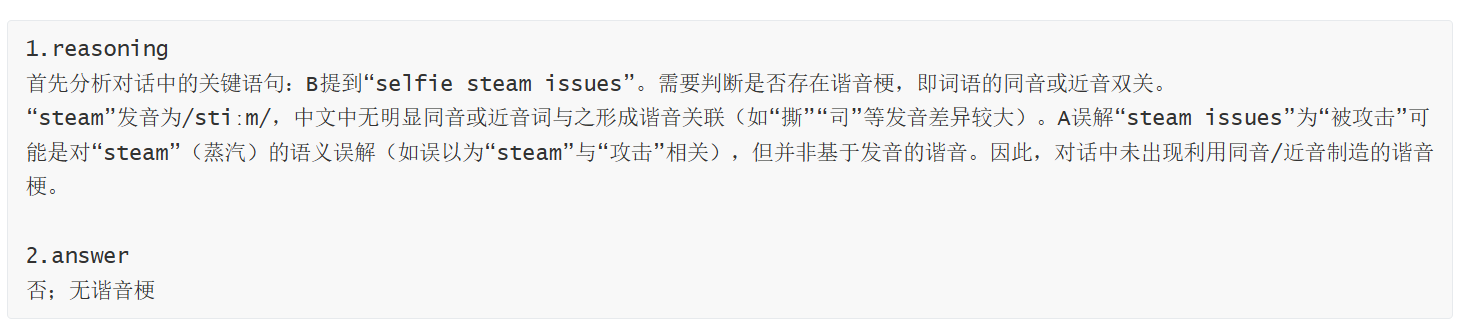 1.reasoning
首先分析对话中的关键语句：B提到“selfie steam issues”。需要判断是否存在谐音梗，即词语的同音或近音双关。
“steam”发音为/stiːm/，中文中无明显同音或近音词与之形成谐音关联（如“撕”“司”等发音差异较大）。A误解“steam issues”为“被攻击”可
能是对“steam”（蒸汽）的语义误解（如误以为“steam”与“攻击”相关），但并非基于发音的谐音。因此，对话中未出现利用同音/近音制造的谐音
梗。
2.answer
否；无谐音梗